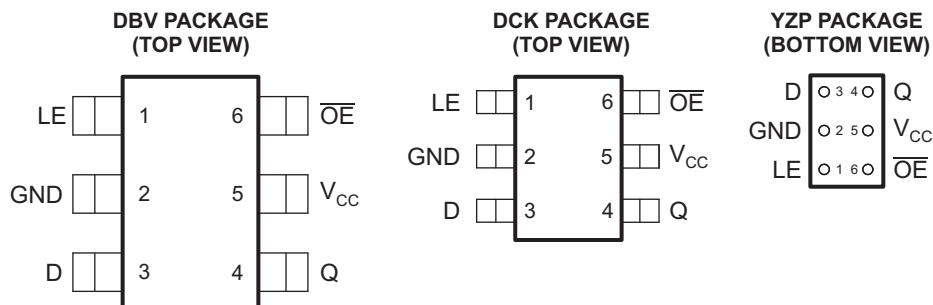 DBV PACKAGE
(TOP VIEW)
LE 1 6 OE
GND 2 5 VCC
D 3 4 Q
DCK PACKAGE
(TOP VIEW)
LE 1 6 OE
GND 2 5 VCC
D 3 4 Q
YZP PACKAGE
(BOTTOM VIEW)
D 3 4 Q
GND 2 5 VCC
LE 1 6 OE